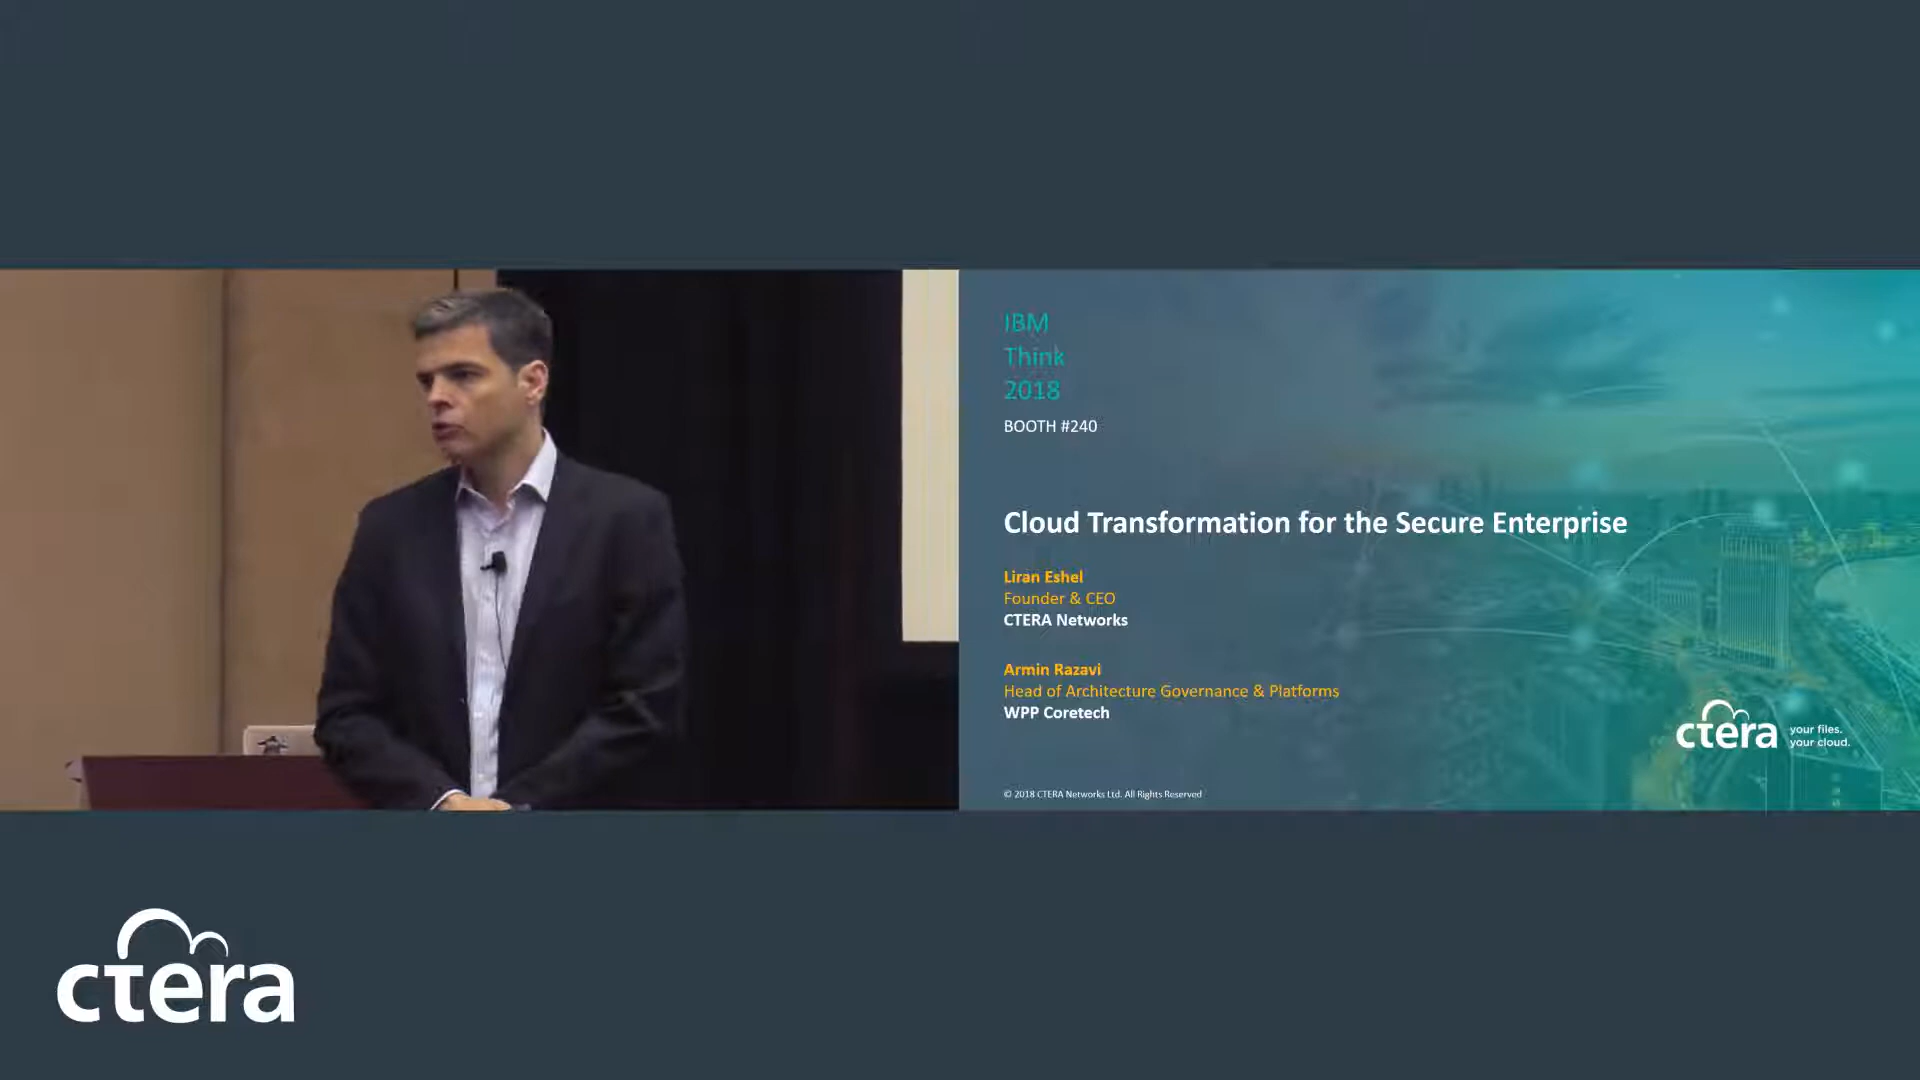 IBM
Think
2018
BOOTH #240
Cloud Transformation for the Secure Enterprise
Liran Eshel
Founder & CEO
CTERA Networks
Armin Razavi
Head of Architecture Governance & Platforms
WPP Coretech
ctera
your files.
your cloud.
© 2018 CTERA Networks Ltd. All Rights Reserved
ctera